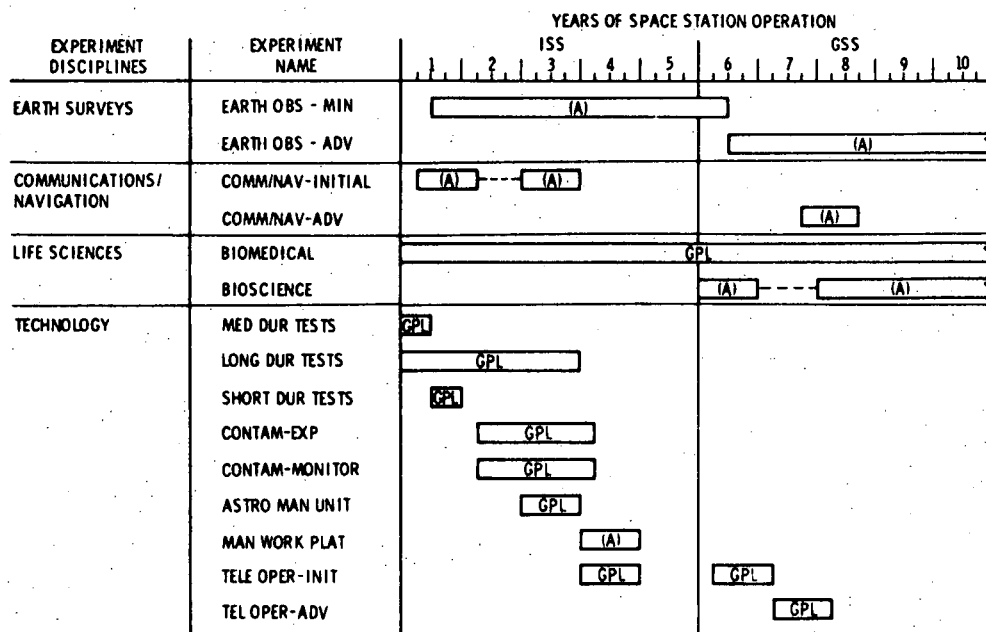 YEARS OF SPACE STATION OPERATION
EXPERIMENT DISCIPLINES EXPERIMENT NAME ISS GSS
1 2 3 4 5 6 7 8 9 10
EARTH SURVEYS EARTH OBS - MIN (A)
EARTH OBS - ADV (A)
COMMUNICATIONS/ NAVIGATION COMM/NAV-INITIAL (A) (A)
COMM/NAV-ADV (A)
LIFE SCIENCES BIOMEDICAL GPL
BIOSCIENCE (A) (A)
TECHNOLOGY MED DUR TESTS GPL
LONG DUR TESTS GPL
SHORT DUR TESTS GPL
CONTAM-EXP GPL
CONTAM-MONITOR GPL
ASTRO MAN UNIT GPL
MAN WORK PLAT (A)
TELE OPER-INIT GPL GPL
TEL OPER-ADV GPL